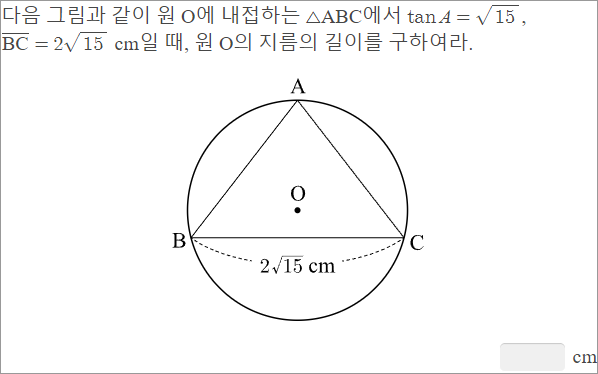 다음 그림과 같이 원 O에 내접하는 △ABC에서 tan A = √15 ,
BC = 2√15 cm일 때, 원 O의 지름의 길이를 구하여라.
A
O
B
C
2√15 cm
cm